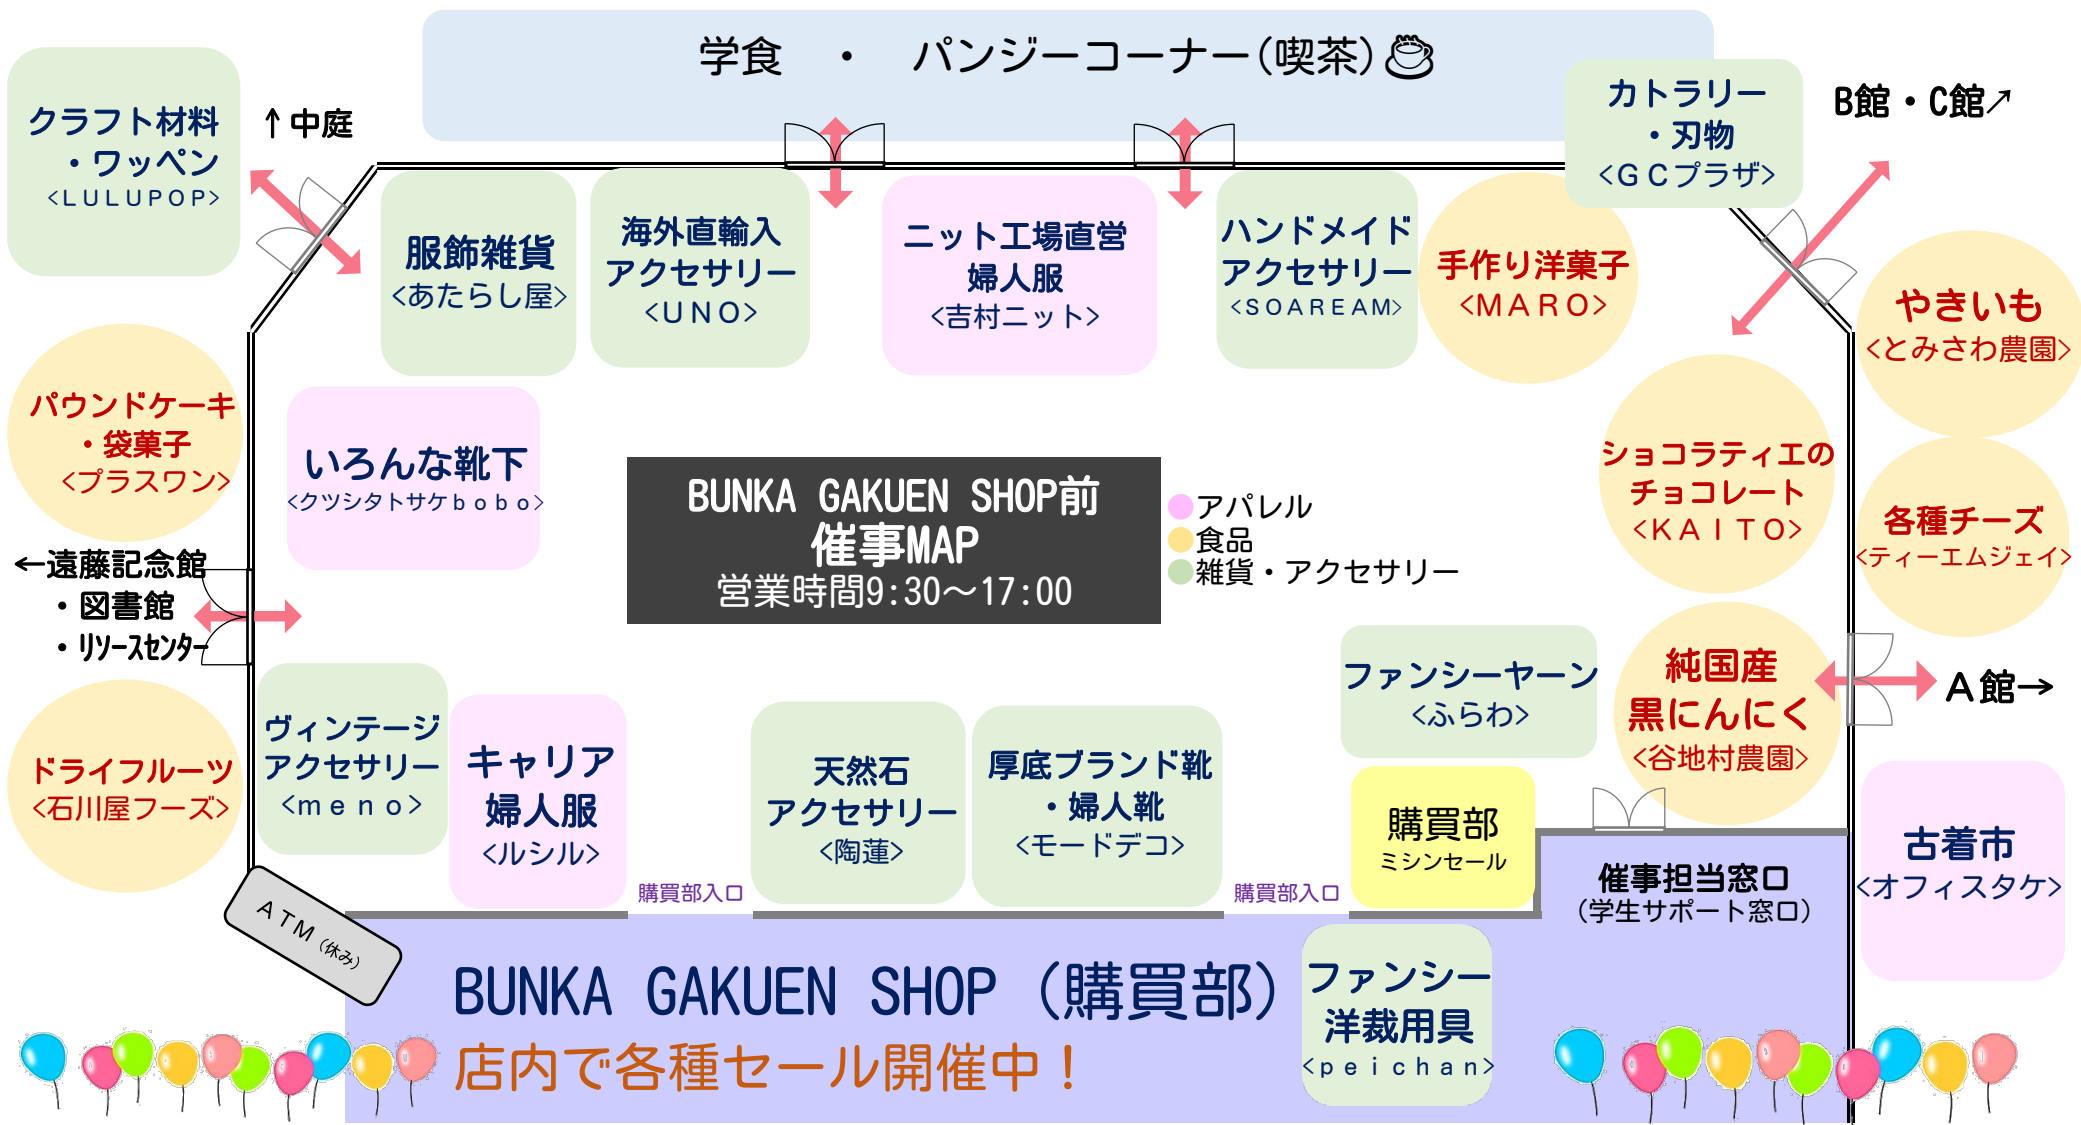 学食　・　パンジーコーナー(喫茶)
クラフト材料
・ワッペン
<LULUPOP>
↑中庭
カトラリー
・刃物
<GCプラザ>
B館・C館↗
服飾雑貨
<あたらし屋>
海外直輸入
アクセサリー
<UNO>
ニット工場直営
婦人服
<吉村ニット>
ハンドメイド
アクセサリー
<SOAREAM>
手作り洋菓子
<MARO>
やきいも
<とみさわ農園>
パウンドケーキ
・袋菓子
<プラスワン>
いろんな靴下
<クツシタトサケbobo>
BUNKA GAKUEN SHOP前
催事MAP
営業時間9:30～17:00
アパレル
食品
雑貨・アクセサリー
ショコラティエの
チョコレート
<KAITO>
各種チーズ
<ティーエムジェイ>
←遠藤記念館
・図書館
・リソースセンター
ファンシーヤーン
<ふらわ>
純国産
黒にんにく
<谷地村農園>
A館→
ドライフルーツ
<石川屋フーズ>
ヴィンテージ
アクセサリー
<meno>
キャリア
婦人服
<ルシル>
天然石
アクセサリー
<陶蓮>
厚底ブランド靴
・婦人靴
<モードデコ>
購買部
ミシンセール
古着市
<オフィスタケ>
購買部入口
購買部入口
催事担当窓口
(学生サポート窓口)
ATM(休み)
BUNKA GAKUEN SHOP (購買部)
店内で各種セール開催中！
ファンシー
洋裁用具
<peichan>